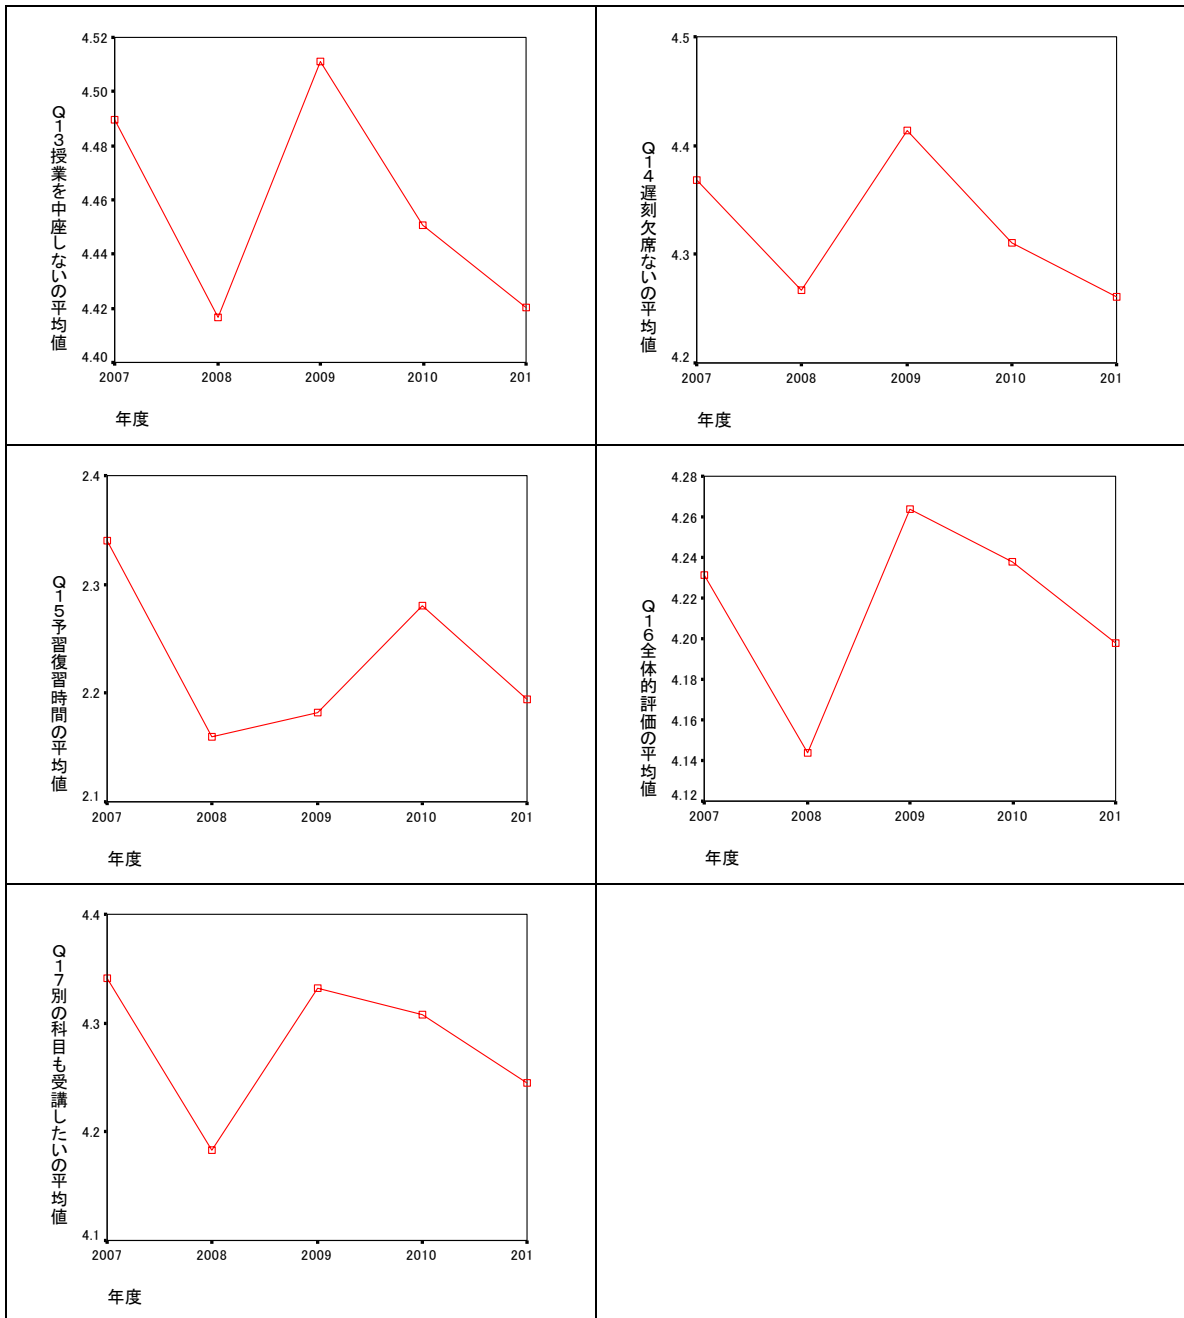 Q13授業を中座しないの平均値
4.52
4.50
4.48
4.46
4.44
4.42
4.40
2007 2008 2009 2010 201
年度
Q14遅刻欠席ないの平均値
4.5
4.4
4.3
4.2
2007 2008 2009 2010 201
年度
Q15予習復習時間の平均値
2.4
2.3
2.2
2.1
2007 2008 2009 2010 201
年度
Q16全体的評価の平均値
4.28
4.26
4.24
4.22
4.20
4.18
4.16
4.14
4.12
2007 2008 2009 2010 201
年度
Q17別の科目も受講したいの平均値
4.4
4.3
4.2
4.1
2007 2008 2009 2010 201
年度